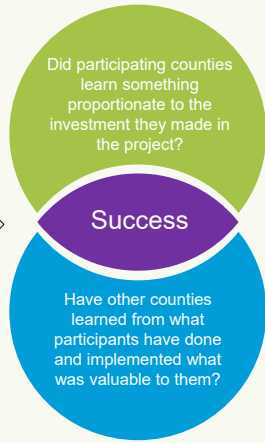 Did participating counties
learn something
proportionate to the
investment they made in
the project?
Success
Have other counties
learned from what
participants have done
and implemented what
was valuable to them?